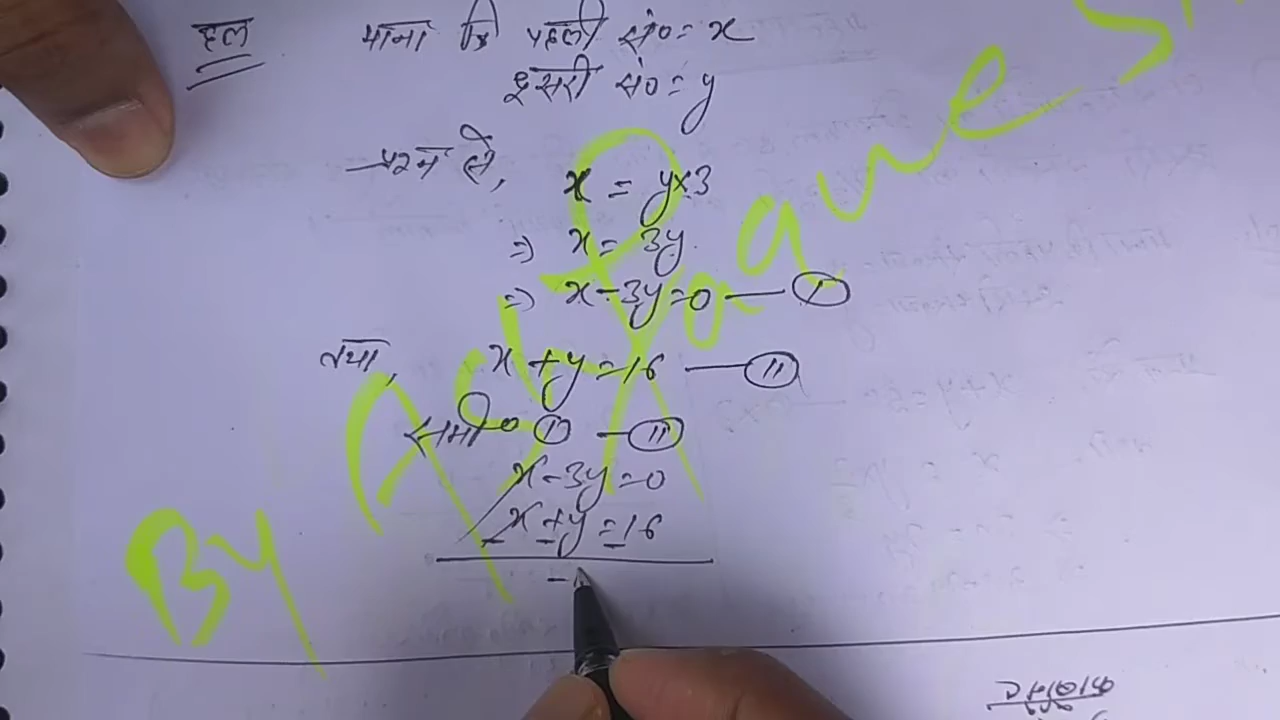 हल माना कि पहली सं०= x
दूसरी सं०= y
प्रश्न से, x = y×3
⇒ x = 3y
⇒ x-3y=0 — I
तथा, x+y=16 — II
समी० I - II
x-3y=0
x+y=16
- - -
-
By